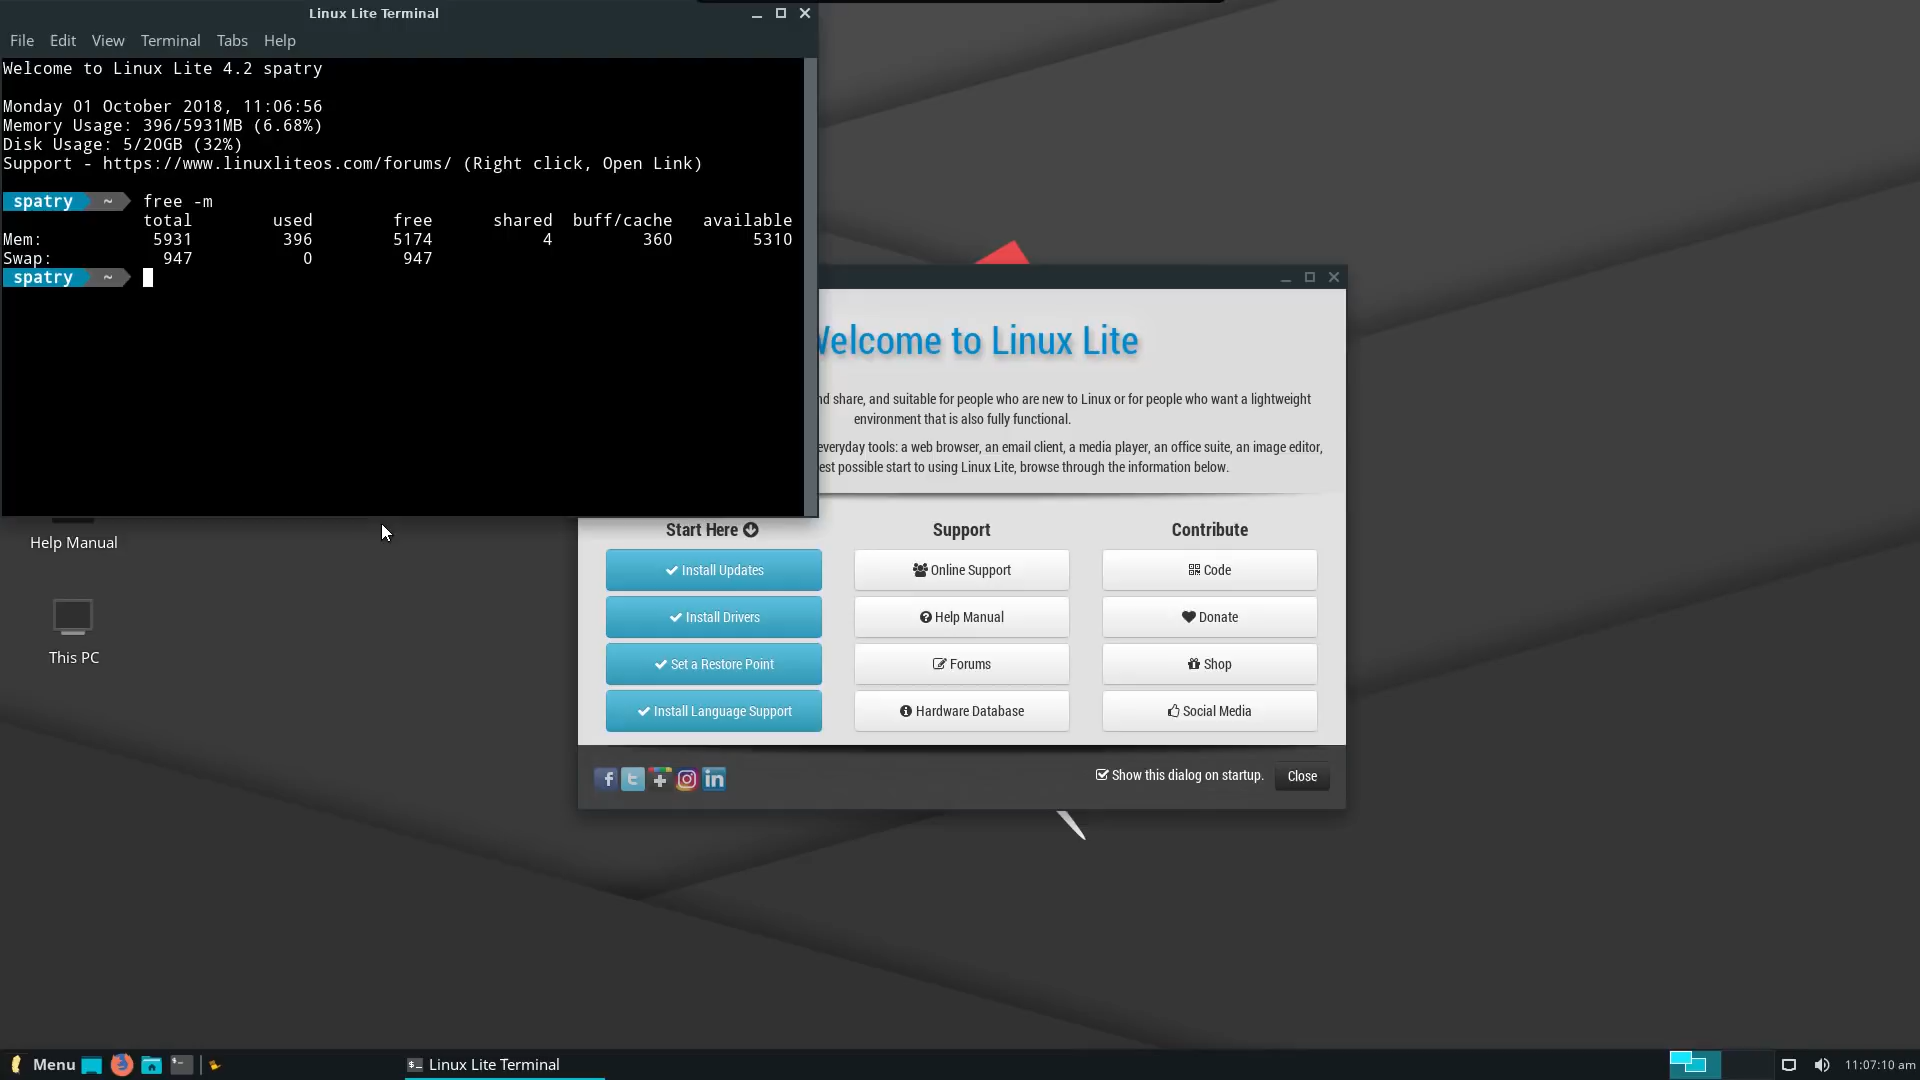 Linux Lite Terminal
File Edit View Terminal Tabs Help
Welcome to Linux Lite 4.2 spatry
Monday 01 October 2018, 11:06:56
Memory Usage: 396/5931MB (6.68%)
Disk Usage: 5/20GB (32%)
Support - https://www.linuxliteos.com/forums/ (Right click, Open Link)
spatry ~ free -m
total used free shared buff/cache available
Mem: 5931 396 5174 4 360 5310
Swap: 947 0 947
spatry ~
Help Manual
This PC
Welcome to Linux Lite
and share, and suitable for people who are new to Linux or for people who want a lightweight
environment that is also fully functional.
everyday tools: a web browser, an email client, a media player, an office suite, an image editor,
est possible start to using Linux Lite, browse through the information below.
Start Here
Install Updates
Install Drivers
Set a Restore Point
Install Language Support
Support
Online Support
Help Manual
Forums
Hardware Database
Contribute
Code
Donate
Shop
Social Media
Show this dialog on startup.
Close
Menu
Linux Lite Terminal
11:07:10 am